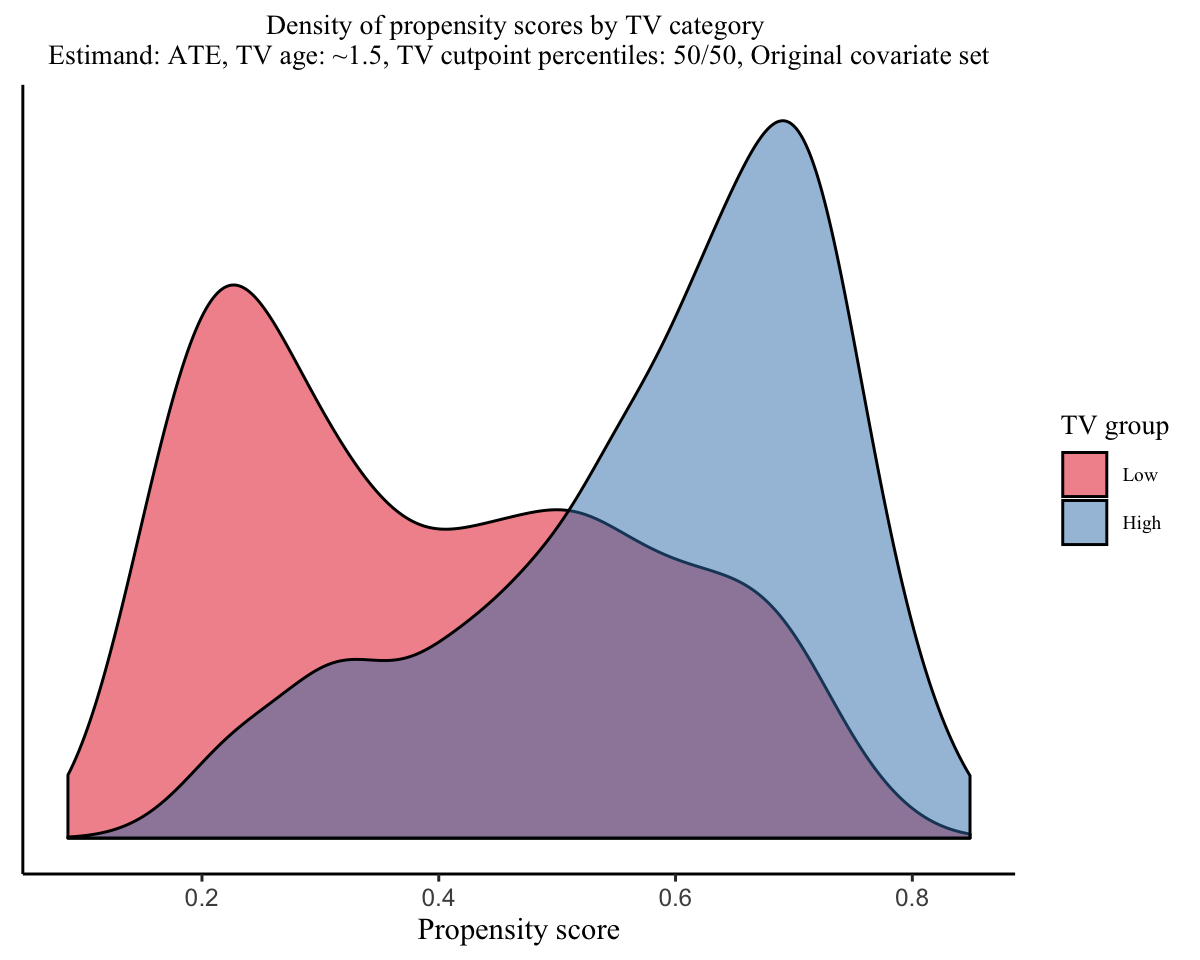 Density of propensity scores by TV category
Estimand: ATE, TV age: ~1.5, TV cutpoint percentiles: 50/50, Original covariate set
TV group
Low
High
0.2
0.4
0.6
0.8
Propensity score